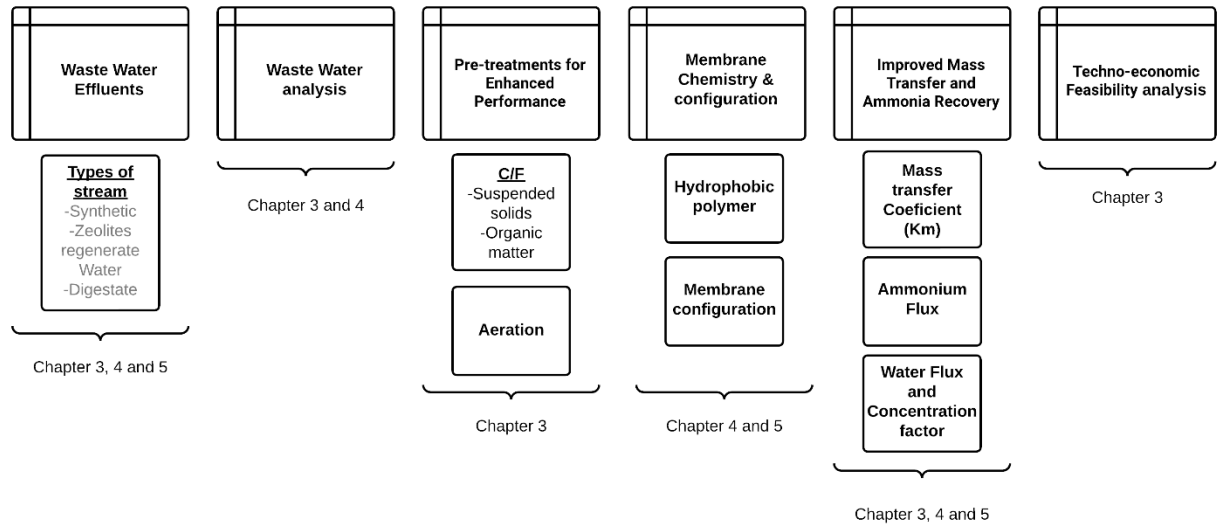 Waste Water
Effluents
Types of
stream
-Synthetic
-Zeolites
regenerate
Water
-Digestate
Chapter 3, 4 and 5
Waste Water
analysis
Chapter 3 and 4
Pre-treatments for
Enhanced
Performance
C/F
-Suspended
solids
-Organic
matter
Aeration
Chapter 3
Membrane
Chemistry &
configuration
Hydrophobic
polymer
Membrane
configuration
Chapter 4 and 5
Improved Mass
Transfer and
Ammonia Recovery
Mass
transfer
Coeficient
(Km)
Ammonium
Flux
Water Flux
and
Concentration
factor
Chapter 3, 4 and 5
Techno-economic
Feasibility analysis
Chapter 3